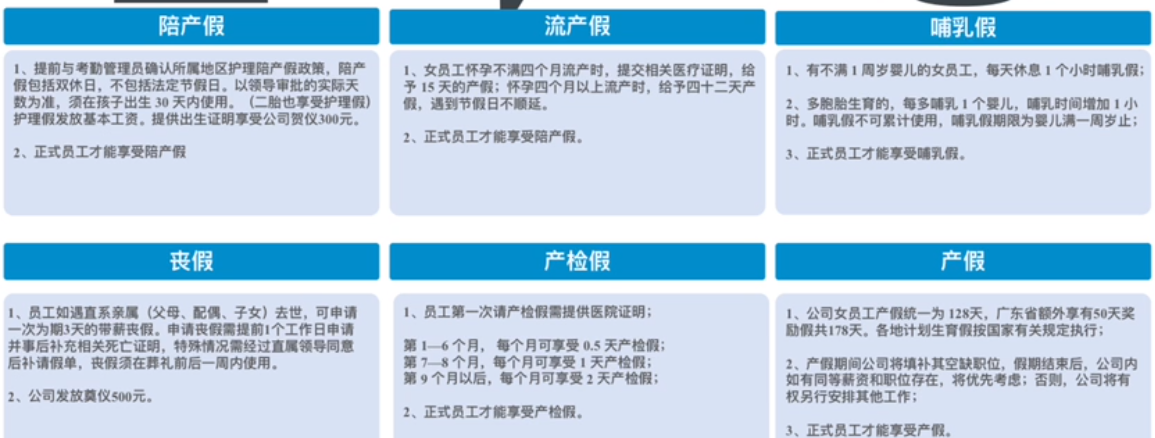 陪产假
1、提前与考勤管理员确认所属地区护理陪产假政策，陪产
假包括双休日，不包括法定节假日。以领导审批的实际天
数为准，须在孩子出生 30 天内使用。（二胎也享受护理假）
护理假发放基本工资。提供出生证明享受公司贺仪300元。
2、正式员工才能享受陪产假
流产假
1、女员工怀孕不满四个月流产时，提交相关医疗证明，给
予 15 天的产假；怀孕四个月以上流产时，给予四十二天产
假，遇到节假日不顺延。
2、正式员工才能享受陪产假。
哺乳假
1、有不满 1 周岁婴儿的女员工，每天休息 1 个小时哺乳假；
2、多胞胎生育的，每多哺乳 1 个婴儿，哺乳时间增加 1 小
时。哺乳假不可累计使用，哺乳假期限为婴儿满一周岁止；
3、正式员工才能享受哺乳假。
丧假
1、员工如遇直系亲属（父母、配偶、子女）去世，可申请
一次为期3天的带薪丧假。申请丧假需提前1个工作日申请
并事后补充相关死亡证明，特殊情况需经过直属领导同意
后补请假单，丧假须在葬礼前后一周内使用。
2、公司发放奠仪500元。
产检假
1、员工第一次请产检假需提供医院证明；
第 1—6 个月， 每个月可享受 0.5 天产检假；
第 7—8 个月，每个月可享受 1 天产检假；
第 9 个月以后，每个月可享受 2 天产检假；
2、正式员工才能享受产检假。
产假
1、公司女员工产假统一为 128天，广东省额外享有50天奖
励假共178天。各地计划生育假按国家有关规定执行；
2、产假期间公司将填补其空缺职位，假期结束后，公司内
如有同等薪资和职位存在，将优先考虑；否则，公司将有
权另行安排其他工作；
3、正式员工才能享受产假。